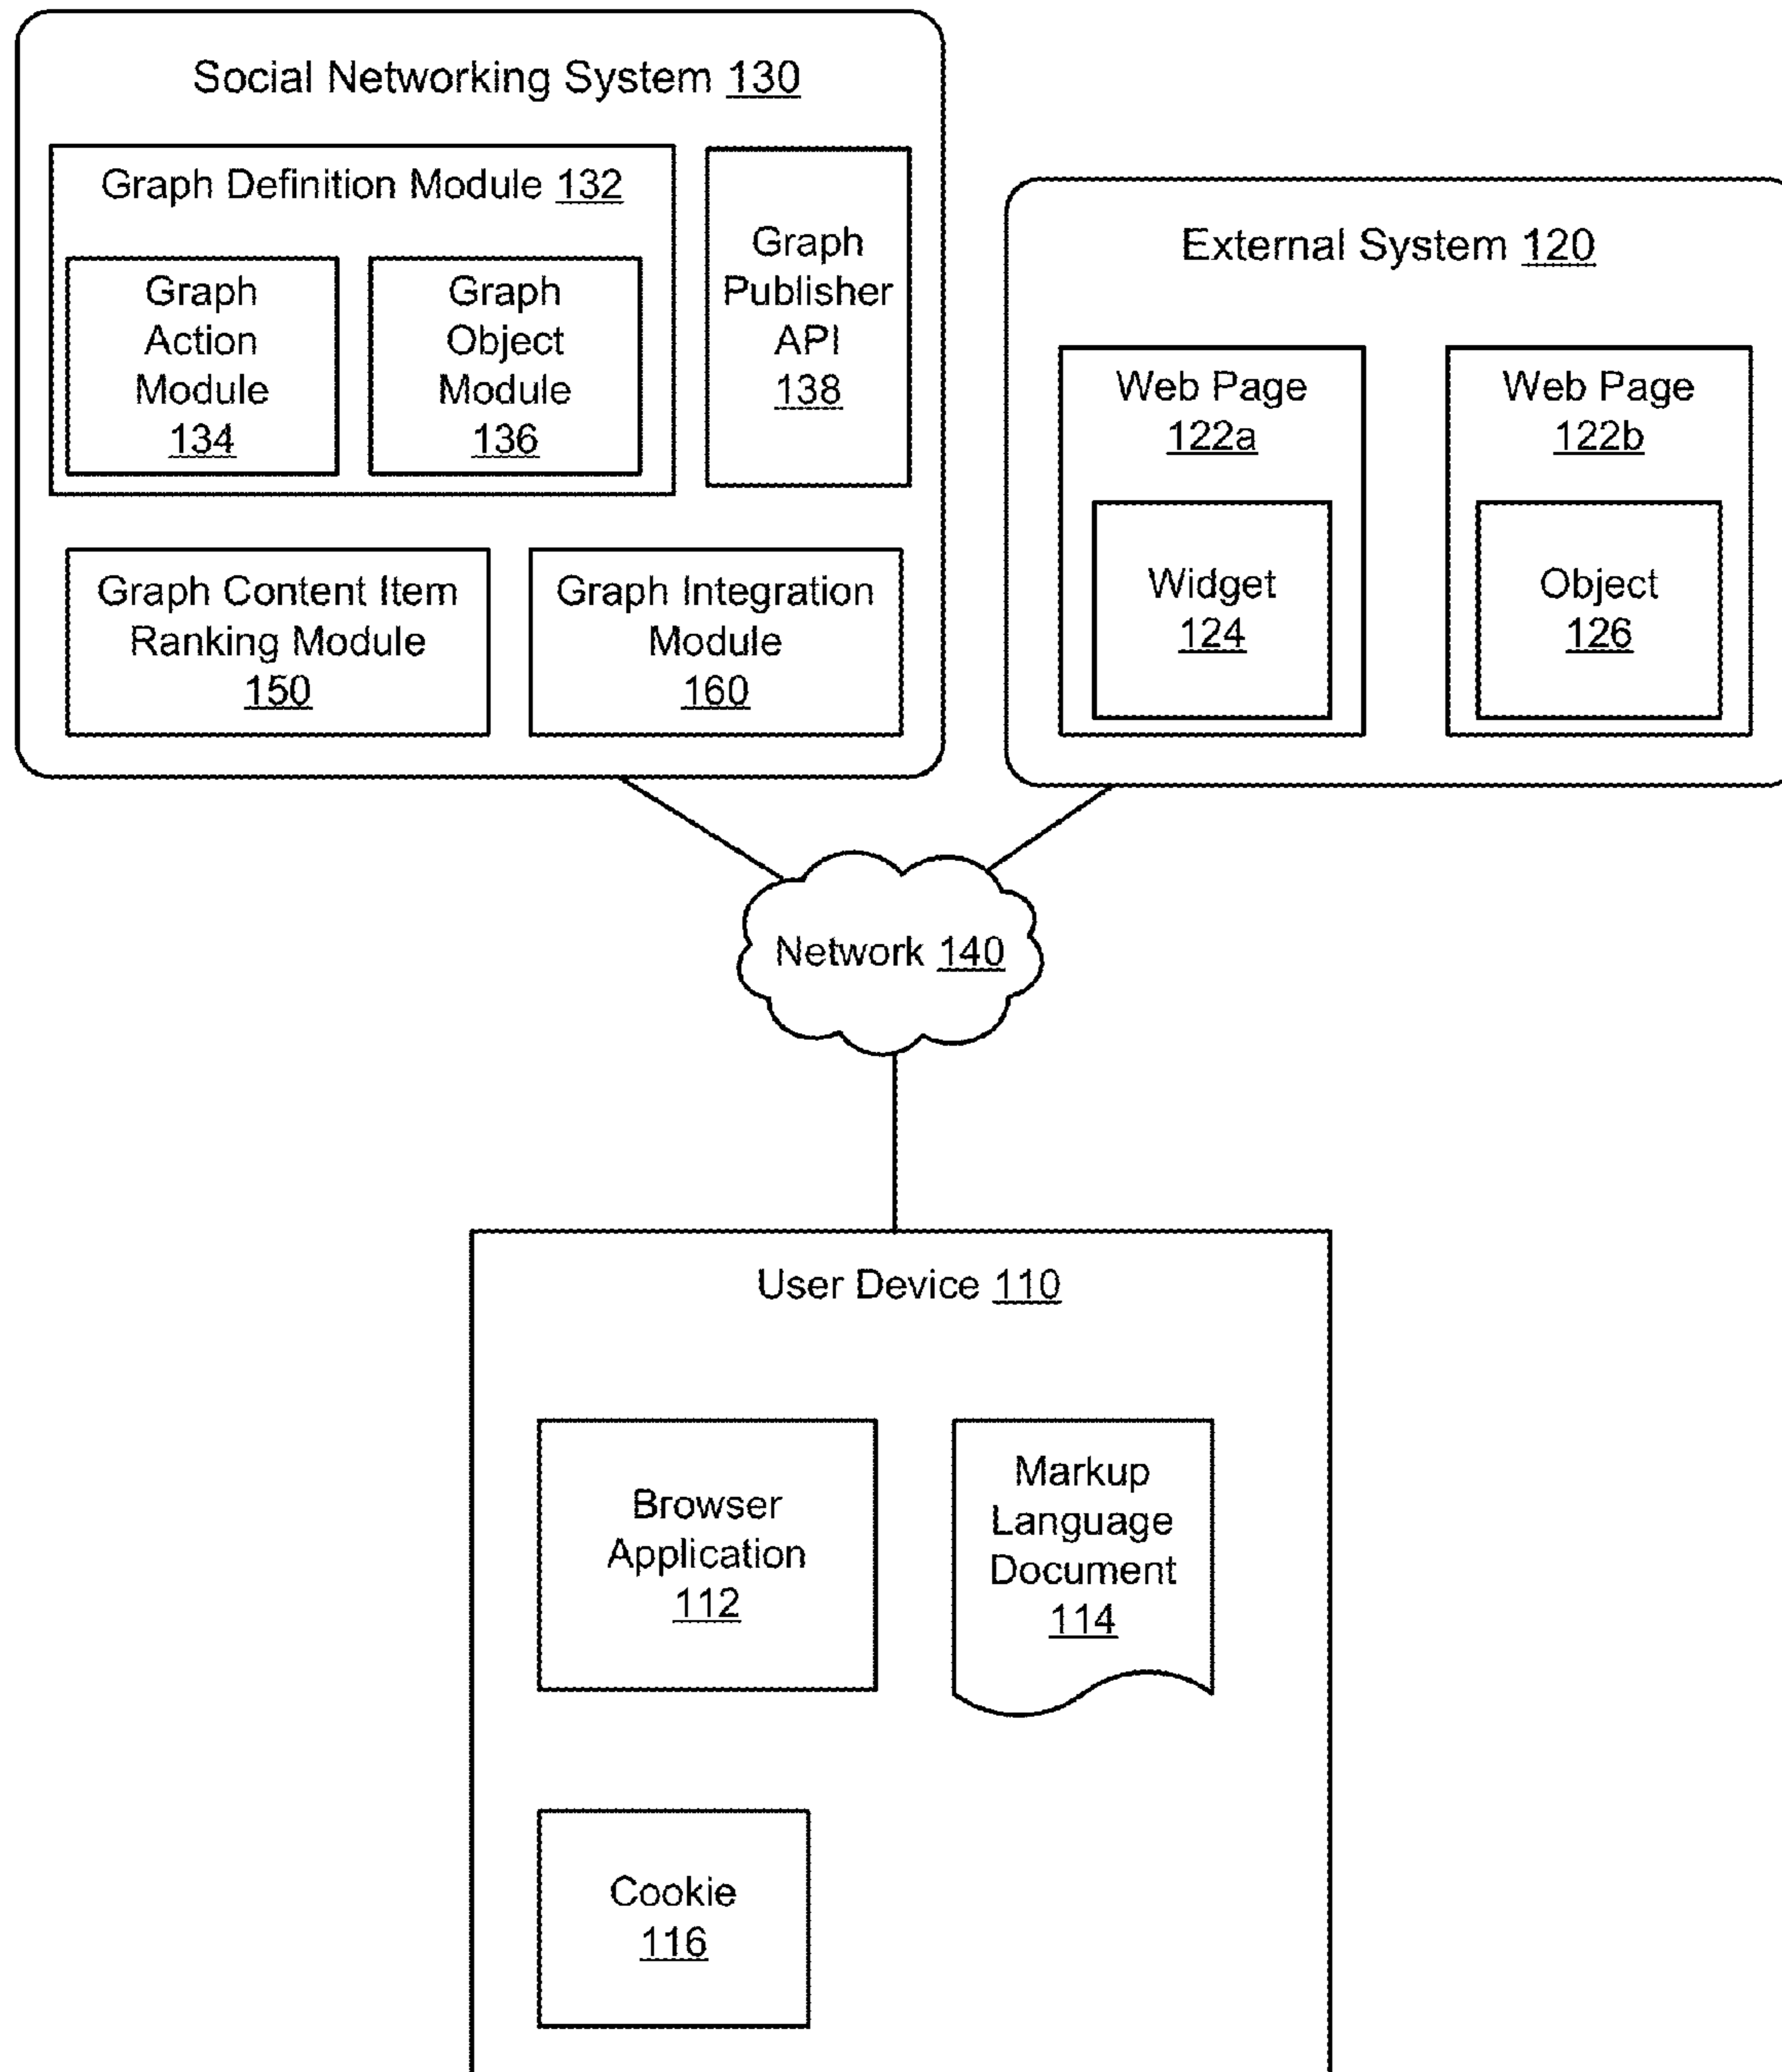 Social Networking System 130
Graph Definition Module 132
Graph
Action
Module
134
Graph
Object
Module
136
Graph
Publisher
API
138
Graph Content Item
Ranking Module
150
Graph Integration
Module
160
External System 120
Web Page
122a
Widget
124
Web Page
122b
Object
126
Network 140
User Device 110
Browser
Application
112
Markup
Language
Document
114
Cookie
116